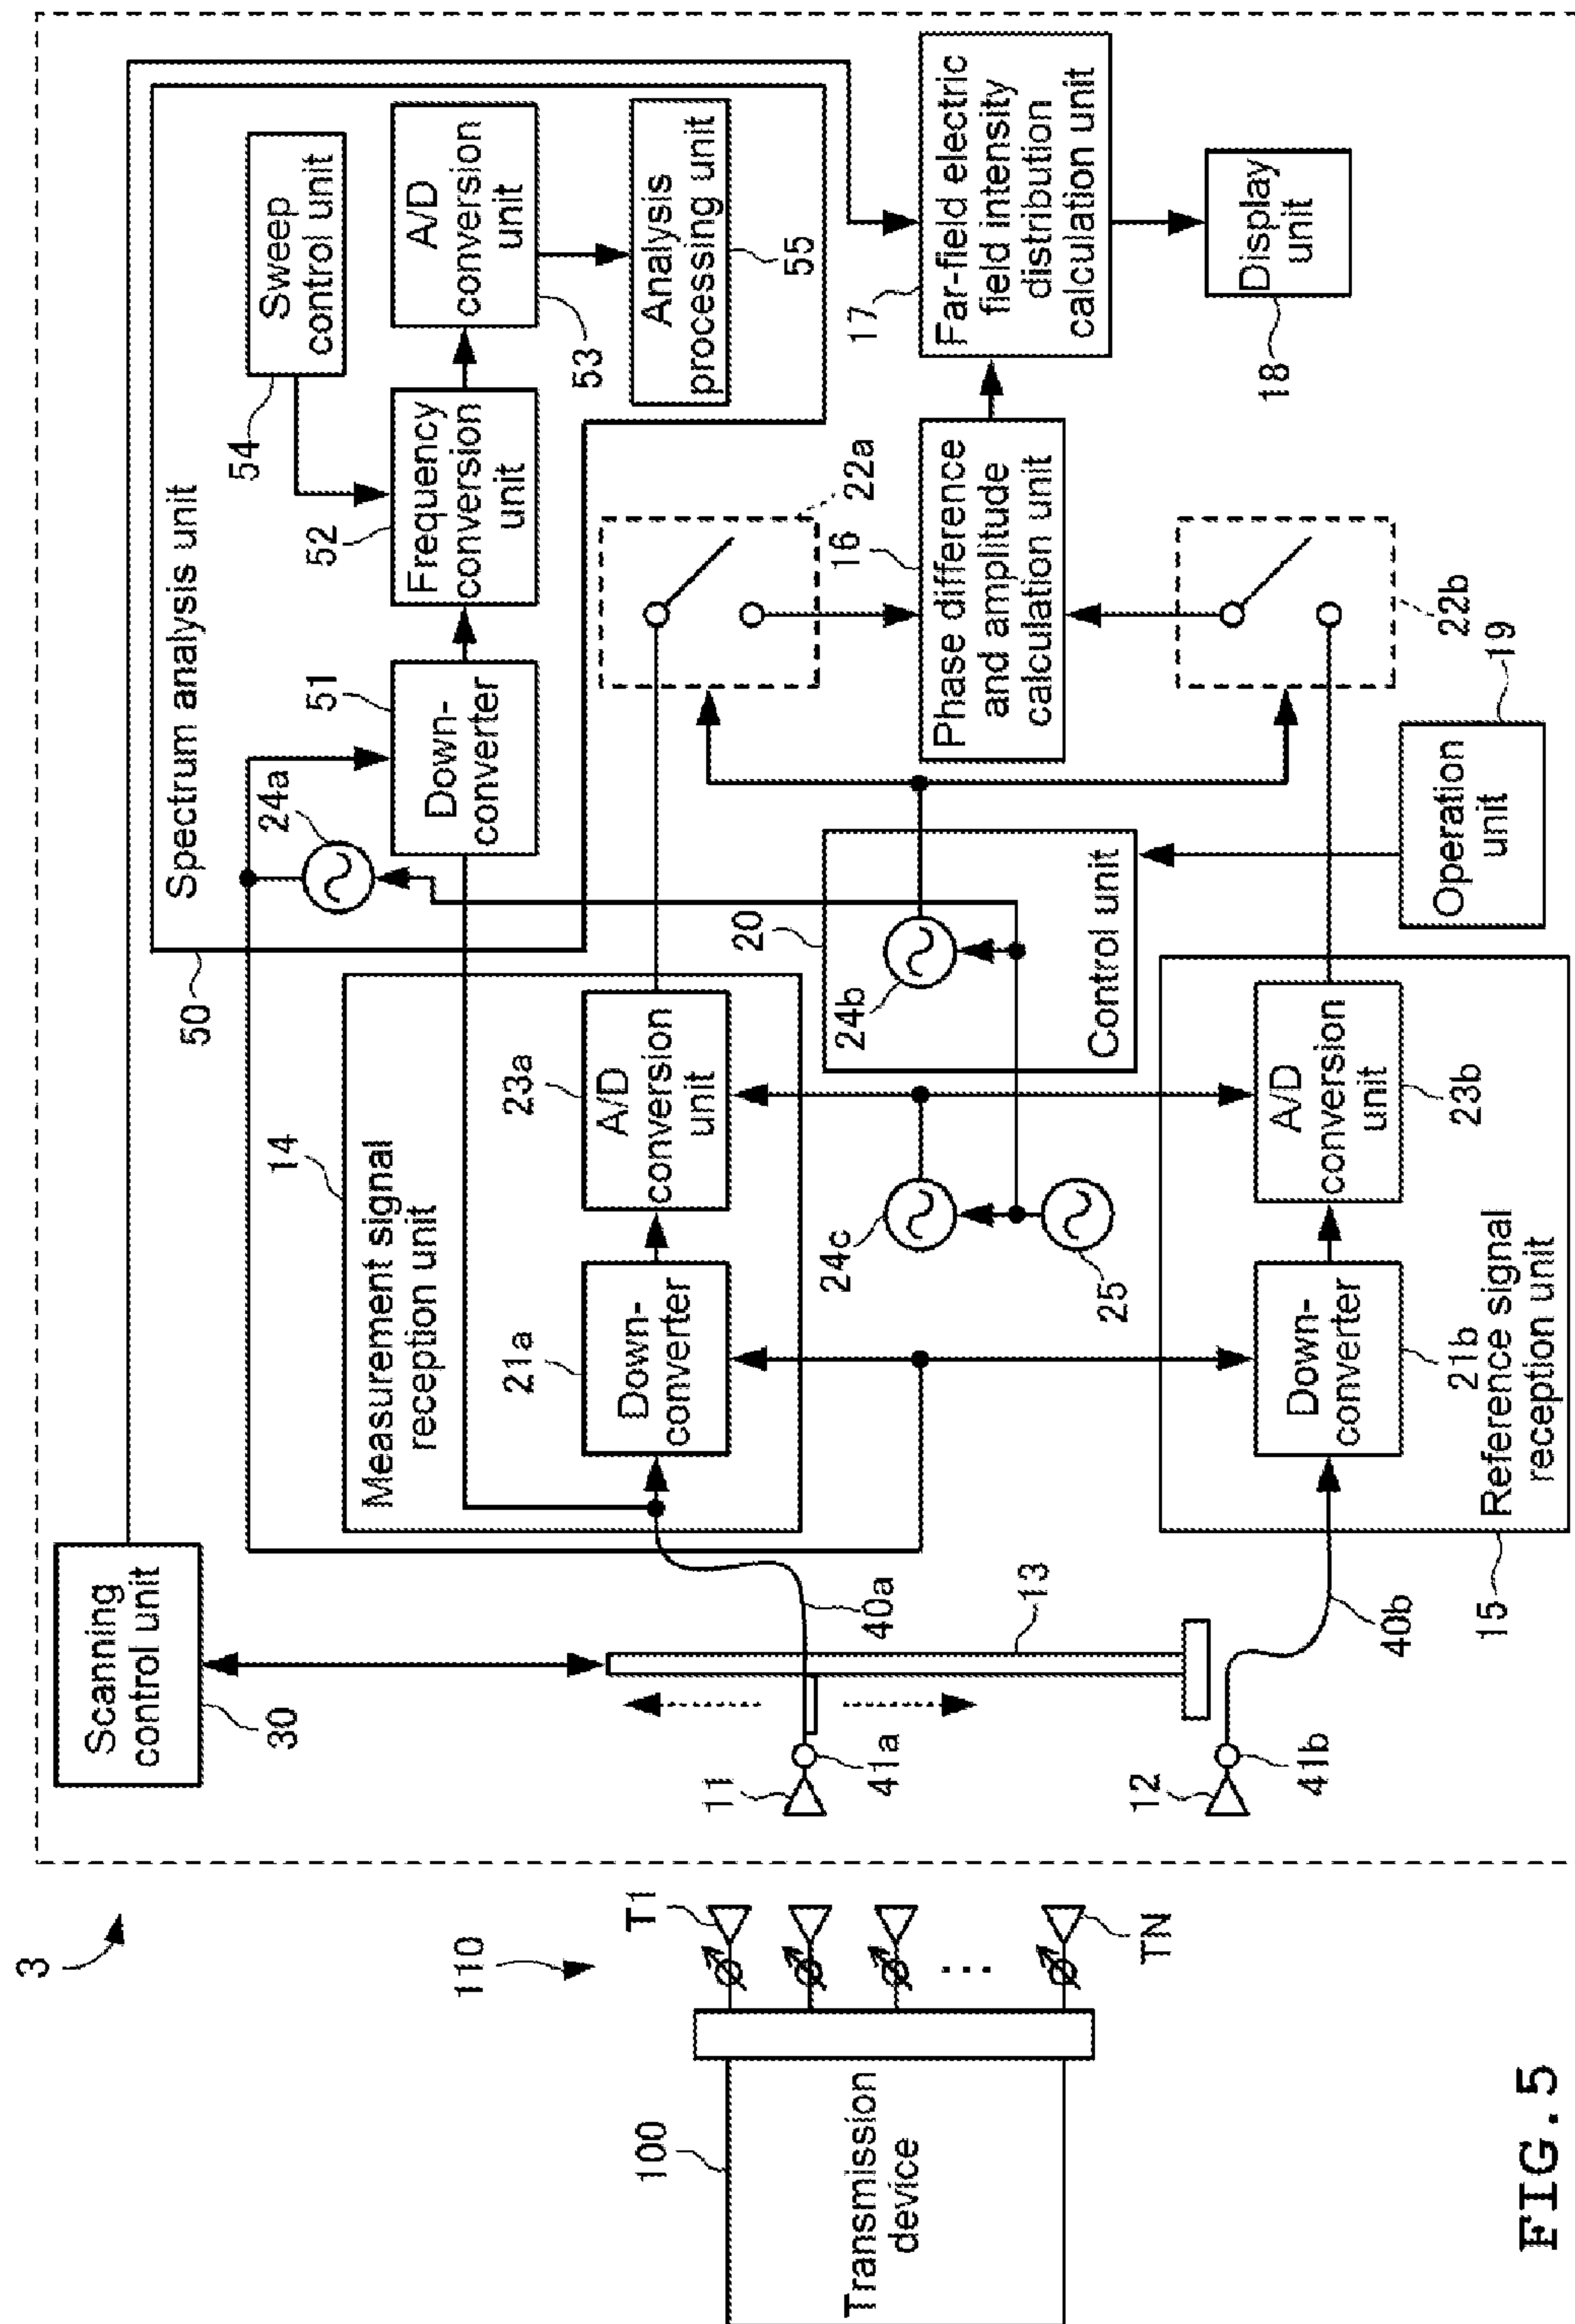 3
Scanning
control unit
30
50
Spectrum analysis unit
54
Sweep
control unit
24a
51
Down-
converter
52
Frequency
conversion
unit
A/D
conversion
unit
53
Analysis
processing unit
55
14
Measurement signal
reception unit
21a
Down-
converter
23a
A/D
conversion
unit
22a
110
T1
TN
100
Transmission
device
11
41a
40a
13
24c
25
20
24b
Control unit
16
Phase difference
and amplitude
calculation unit
17
Far-field electric
field intensity
distribution
calculation unit
12
41b
40b
15
Down-
converter
21b
A/D
conversion
unit
23b
Reference signal
reception unit
Operation
unit
19
22b
18
Display
unit
FIG.5